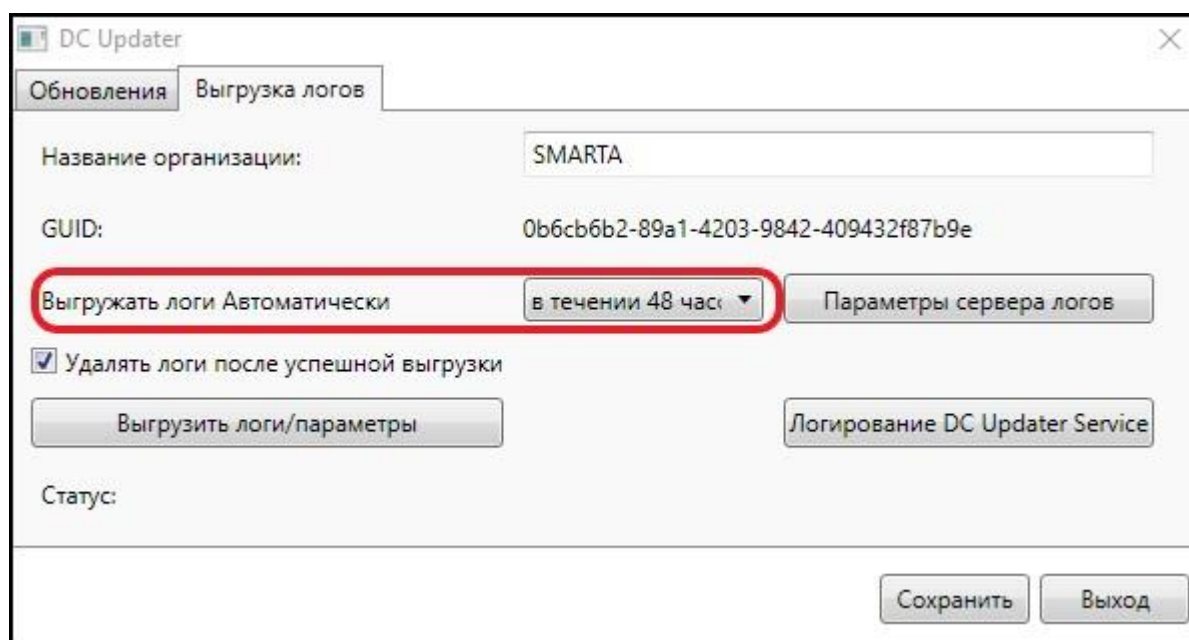 DC Updater
Обновления Выгрузка логов
Название организации: SMARTA
GUID: 0b6cb6b2-89a1-4203-9842-409432f87b9e
Выгружать логи Автоматически в течении 48 час Параметры сервера логов
Удалять логи после успешной выгрузки
Выгрузить логи/параметры Логирование DC Updater Service
Статус:
Сохранить Выход